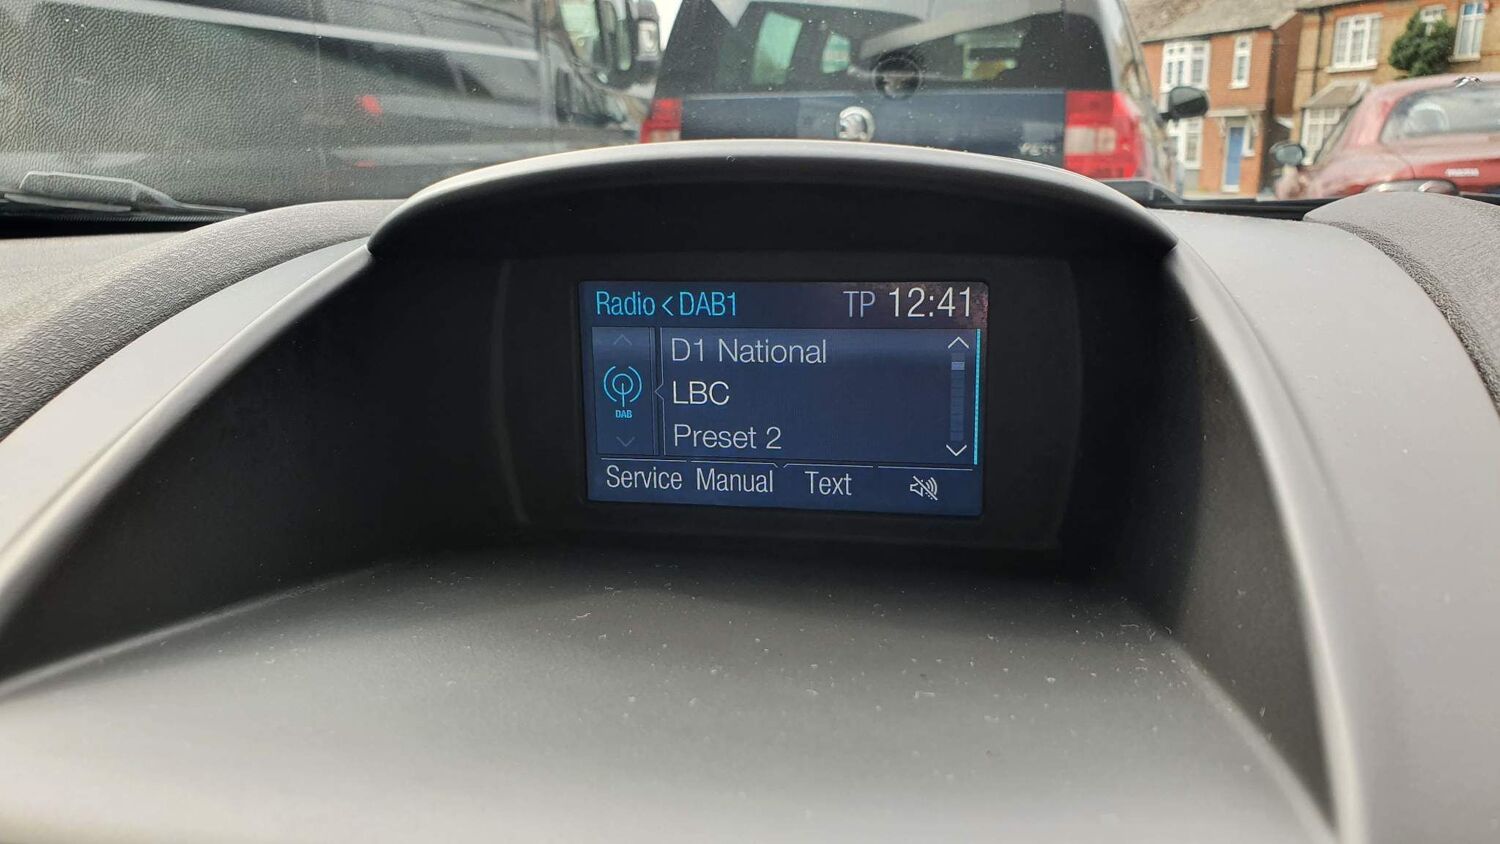 Radio < DAB1 TP 12:41
D1 National
LBC
Preset 2
DAB
Service Manual Text